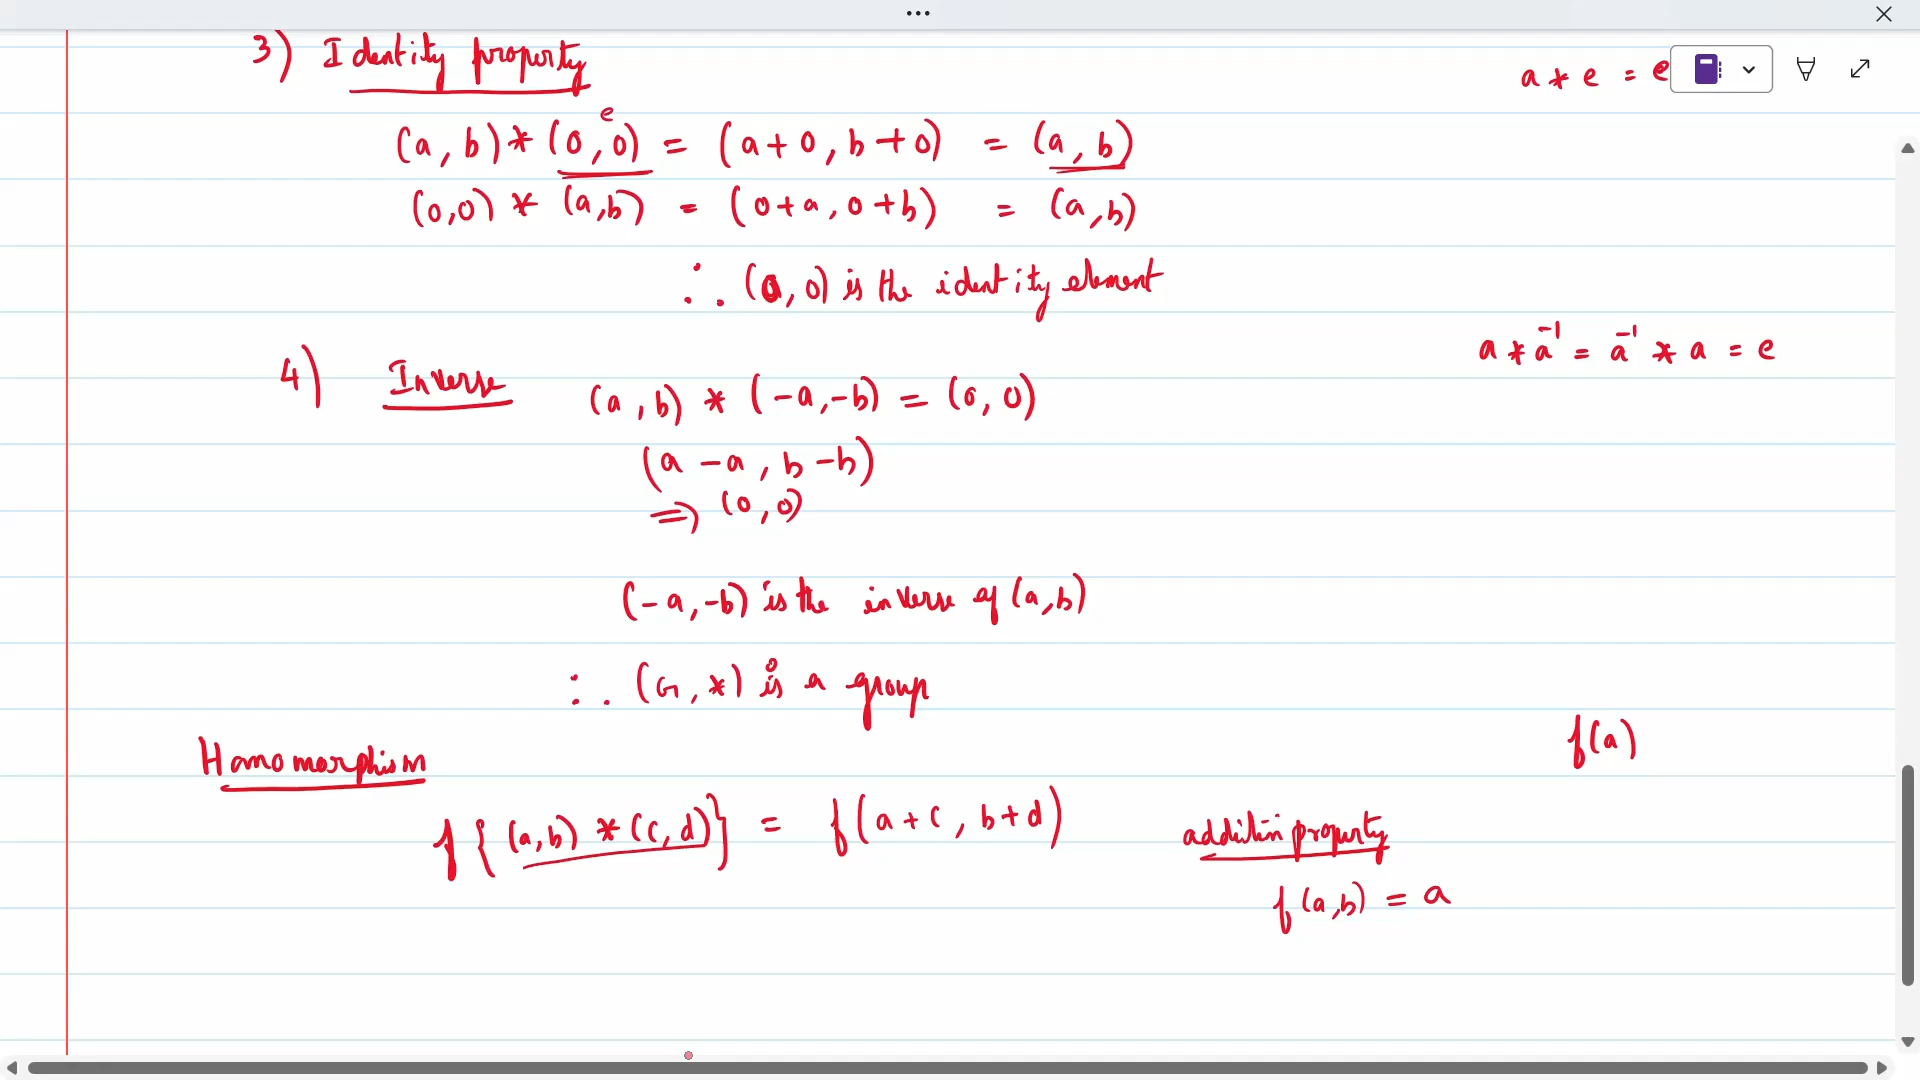 3) Identity property
a * e = e
(a, b) * (0, 0) = (a + 0, b + 0) = (a, b)
e
(0,0) * (a,b) = (0+a, 0+b) = (a,b)
∴ (0, 0) is the identity element
4) Inverse (a, b) * (-a, -b) = (0, 0)
a * a⁻¹ = a⁻¹ * a = e
(a - a, b - b)
⇒ (0, 0)
(-a, -b) is the inverse of (a,b)
∴ (G, *) is a group
f(a)
Homomorphism
f{(a,b) * (c,d)} = f(a+c, b+d)
addition property
f(a,b) = a